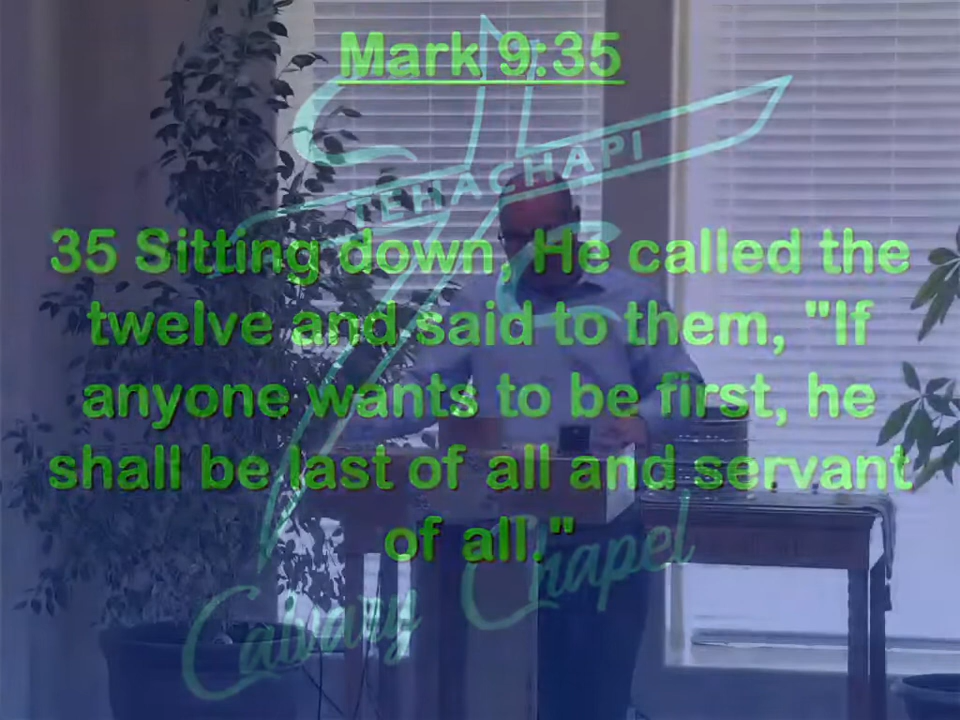 Mark 9:35
TEHACHAPI
35 Sitting down, He called the
twelve and said to them, "If
anyone wants to be first, he
shall be last of all and servant
of all."
Calvary Chapel